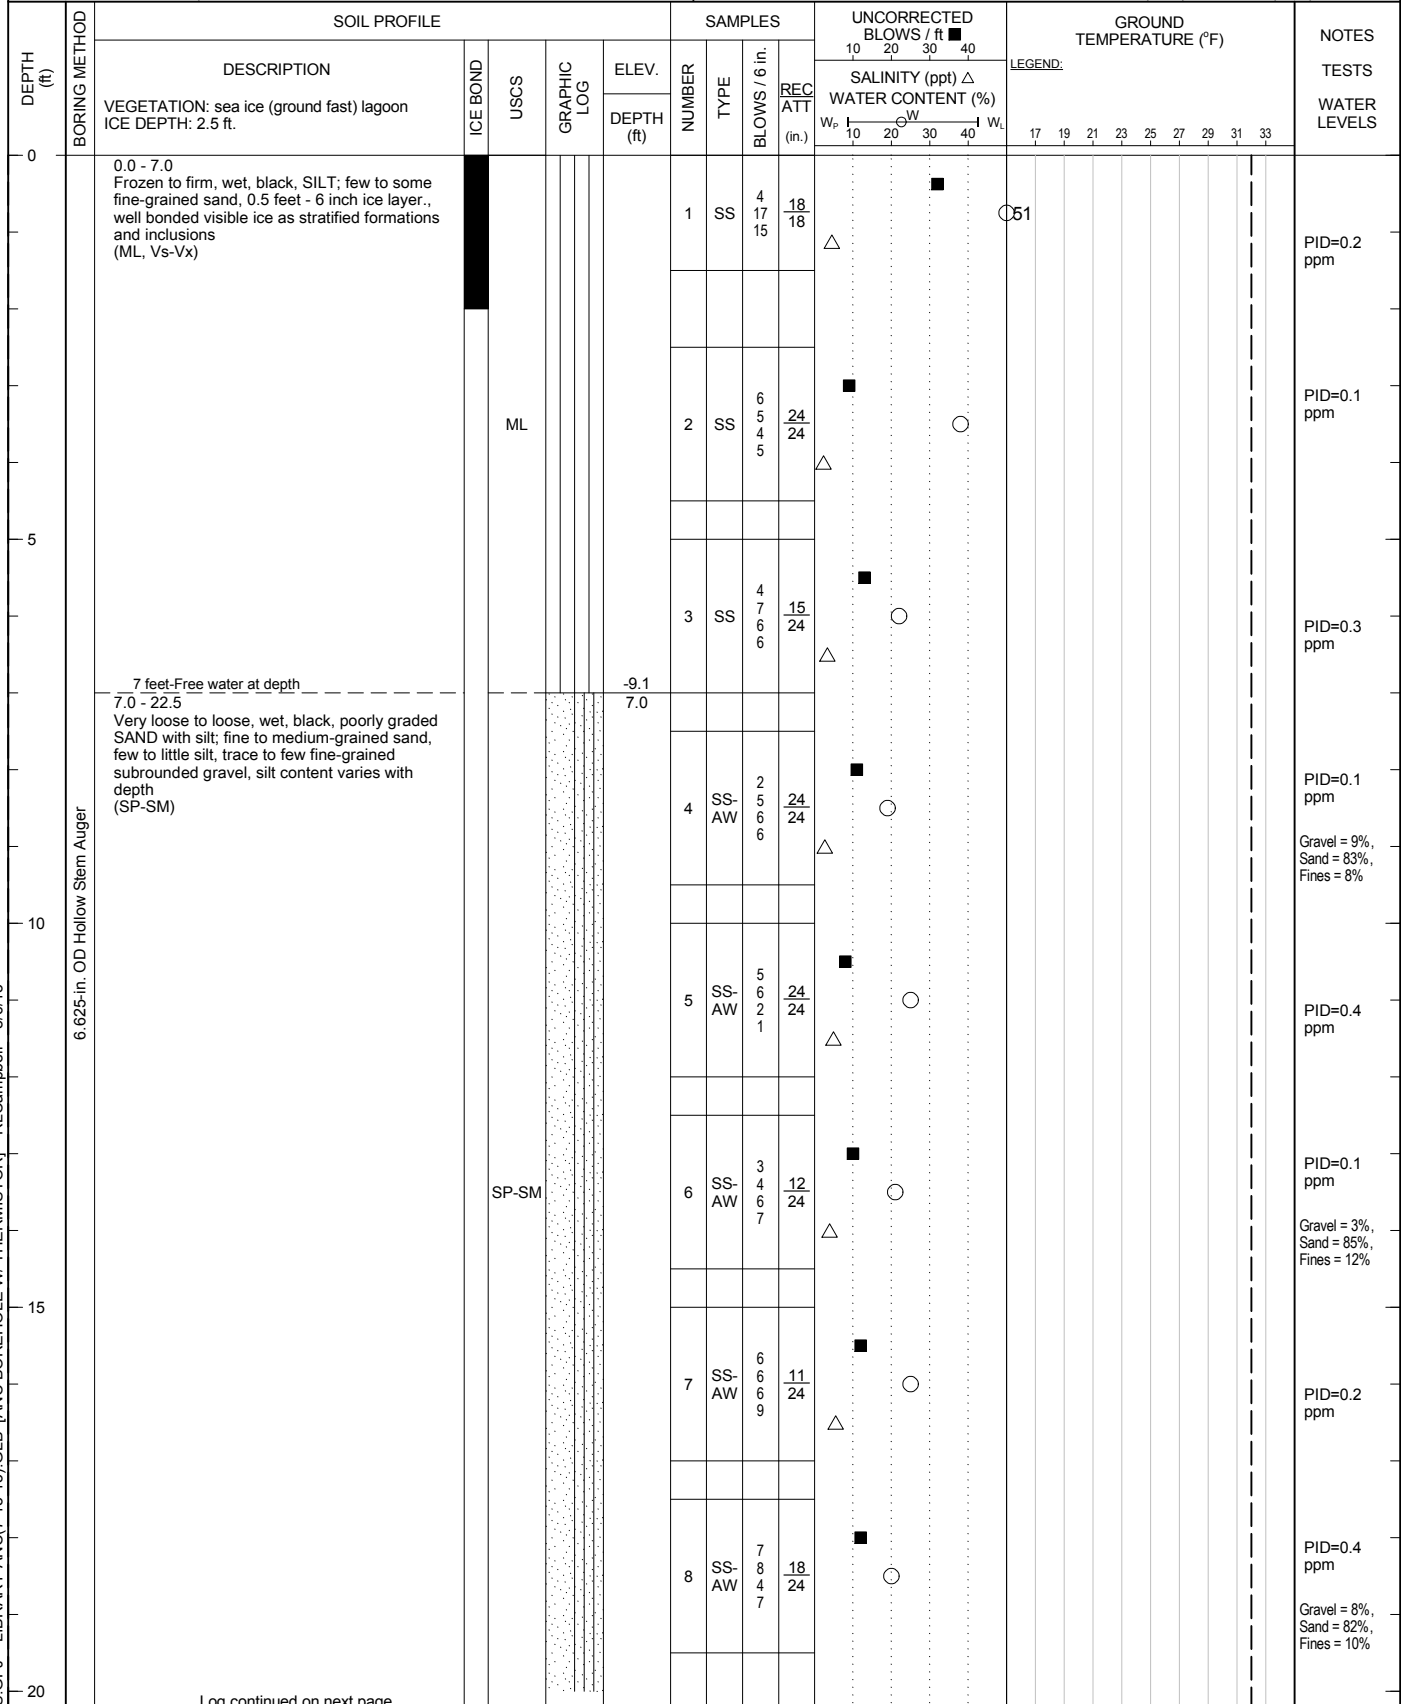 DEPTH
(ft)
BORING METHOD
SOIL PROFILE
DESCRIPTION
VEGETATION: sea ice (ground fast) lagoon
ICE DEPTH: 2.5 ft.
ICE BOND
USCS
GRAPHIC
LOG
ELEV.
DEPTH
(ft)
SAMPLES
NUMBER
TYPE
BLOWS / 6 in.
REC
ATT
(in.)
UNCORRECTED
BLOWS / ft ■
10 20 30 40
SALINITY (ppt) △
WATER CONTENT (%)
Wp W WL
10 20 30 40
GROUND
TEMPERATURE (°F)
LEGEND:
17 19 21 23 25 27 29 31 33
NOTES
TESTS
WATER
LEVELS
0
0.0 - 7.0
Frozen to firm, wet, black, SILT; few to some
fine-grained sand, 0.5 feet - 6 inch ice layer.,
well bonded visible ice as stratified formations
and inclusions
(ML, Vs-Vx)
1 SS
4
17
15
18
18
51
PID=0.2
ppm
ML
2 SS
6
5
4
5
24
24
PID=0.1
ppm
5
3 SS
4
7
6
6
15
24
PID=0.3
ppm
7 feet-Free water at depth
-9.1
7.0
7.0 - 22.5
Very loose to loose, wet, black, poorly graded
SAND with silt; fine to medium-grained sand,
few to little silt, trace to few fine-grained
subrounded gravel, silt content varies with
depth
(SP-SM)
6.625-in. OD Hollow Stem Auger
4 SS-
AW
2
5
6
6
24
24
PID=0.1
ppm
Gravel = 9%,
Sand = 83%,
Fines = 8%
10
5 SS-
AW
5
6
2
1
24
24
PID=0.4
ppm
SP-SM
6 SS-
AW
3
4
6
7
12
24
PID=0.1
ppm
Gravel = 3%,
Sand = 85%,
Fines = 12%
15
7 SS-
AW
6
6
6
9
11
24
PID=0.2
ppm
8 SS-
AW
7
8
4
7
18
24
PID=0.4
ppm
Gravel = 8%,
Sand = 82%,
Fines = 10%
20
Log continued on next page